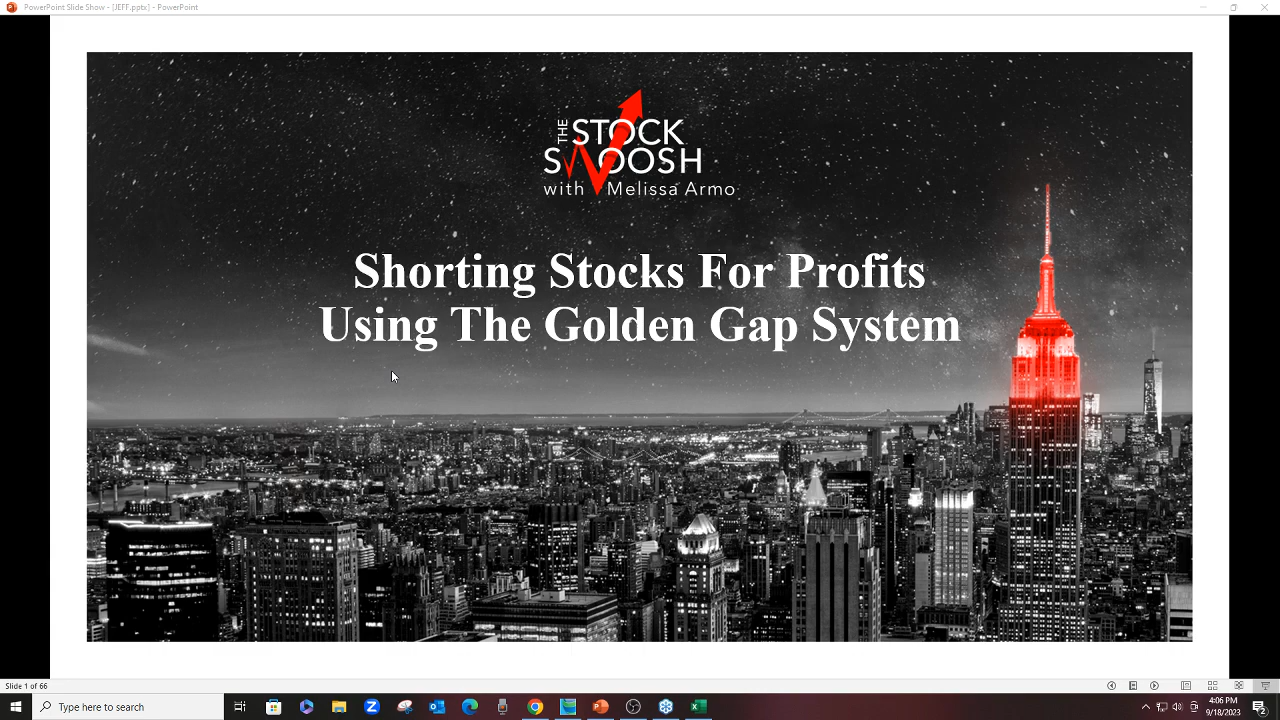 PowerPoint Slide Show - [JEFF.pptx] - PowerPoint
THE STOCK
SWOOSH
with Melissa Armo
Shorting Stocks For Profits
Using The Golden Gap System
Slide 1 of 66
Type here to search
4:06 PM
9/18/2023
2